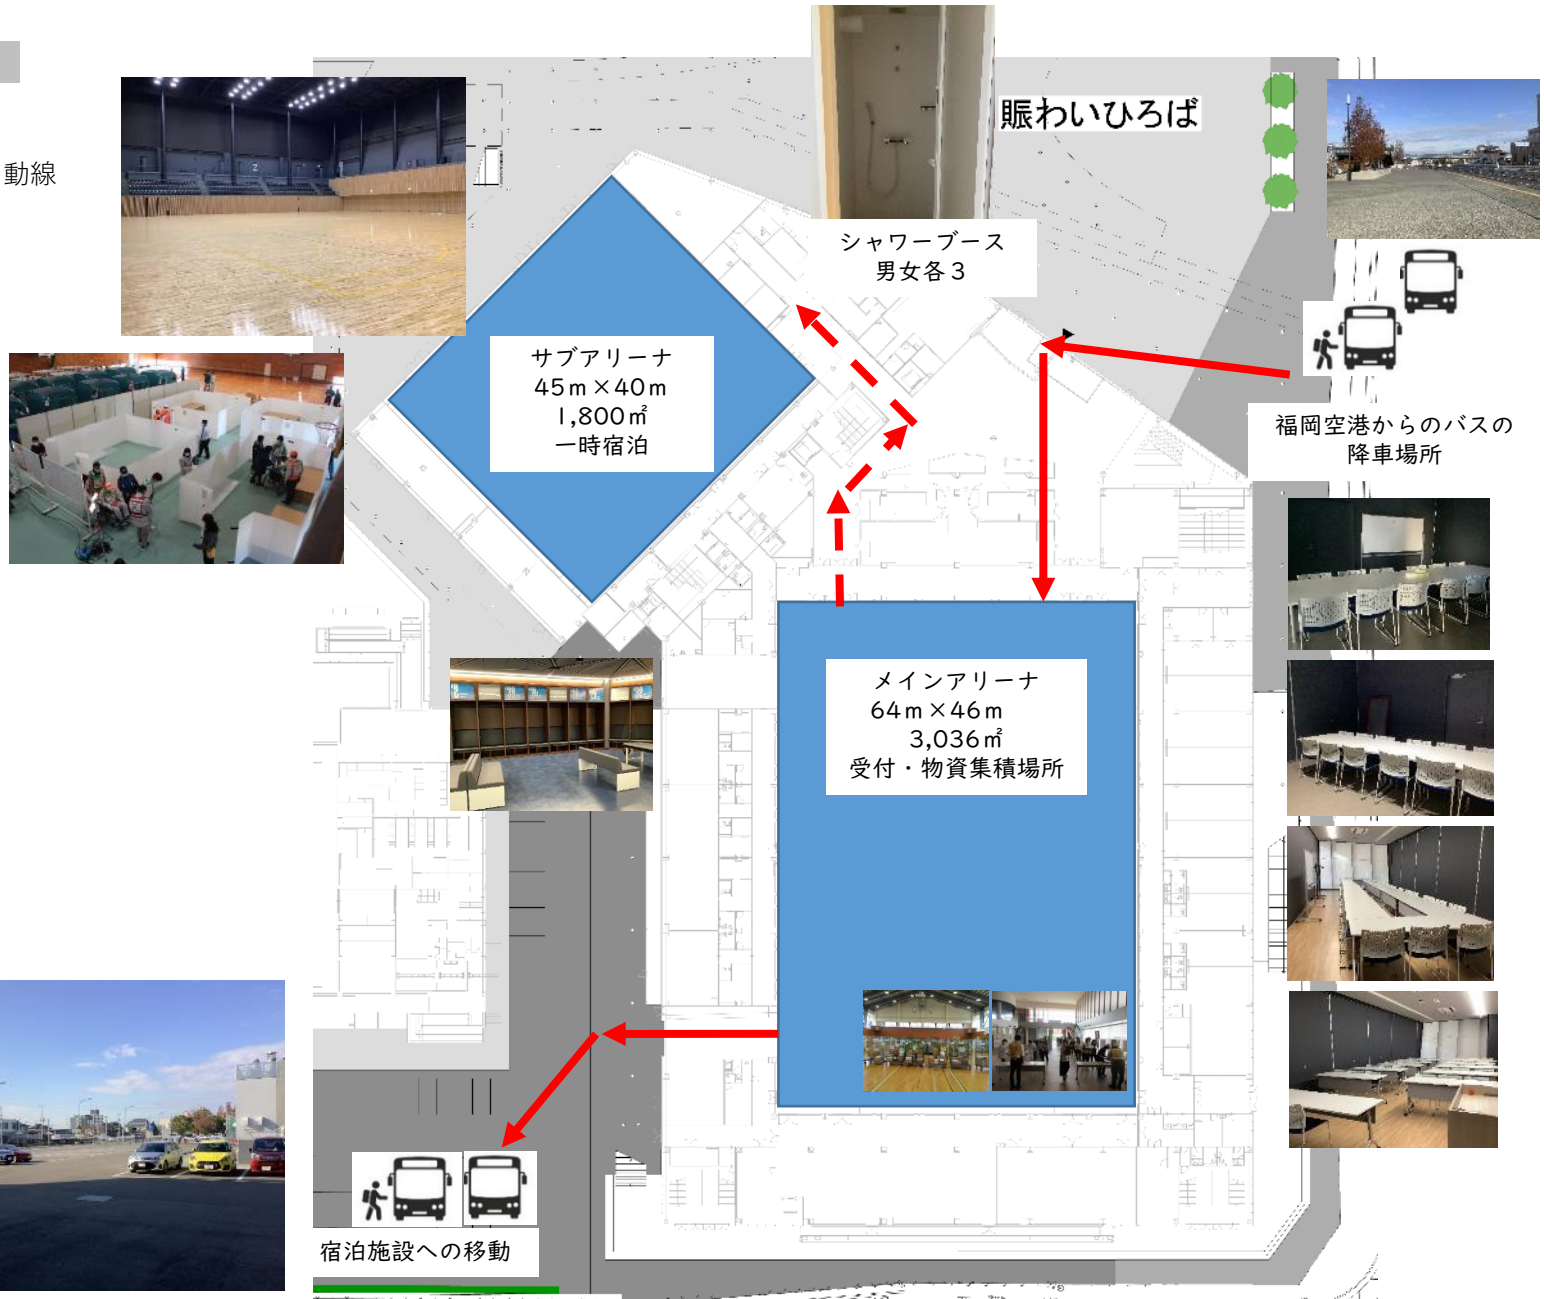 動線
賑わいひろば
シャワーブース
男女各3
サブアリーナ
45m×40m
1,800㎡
一時宿泊
福岡空港からのバスの
降車場所
メインアリーナ
64m×46m
3,036㎡
受付・物資集積場所
宿泊施設への移動